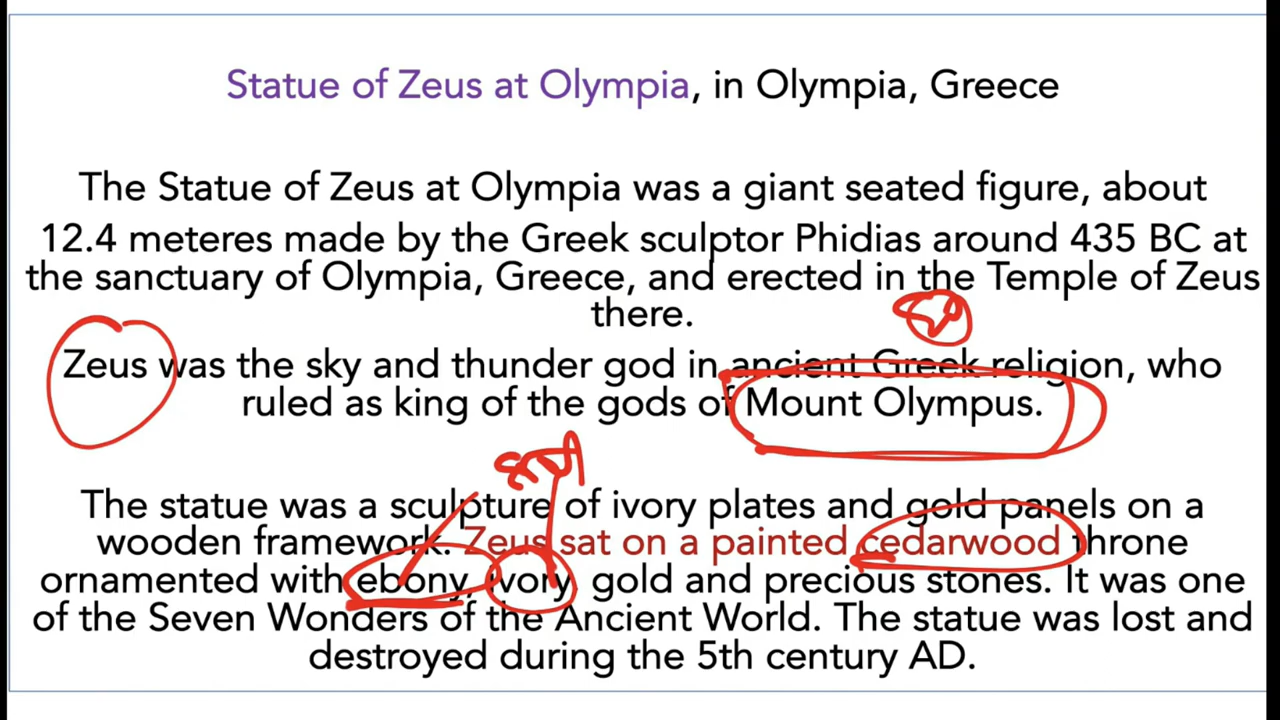 Statue of Zeus at Olympia, in Olympia, Greece
The Statue of Zeus at Olympia was a giant seated figure, about
12.4 meteres made by the Greek sculptor Phidias around 435 BC at
the sanctuary of Olympia, Greece, and erected in the Temple of Zeus
there.
Zeus was the sky and thunder god in ancient Greek religion, who
ruled as king of the gods of Mount Olympus.
The statue was a sculpture of ivory plates and gold panels on a
wooden framework. Zeus sat on a painted cedarwood throne
ornamented with ebony, ivory, gold and precious stones. It was one
of the Seven Wonders of the Ancient World. The statue was lost and
destroyed during the 5th century AD.